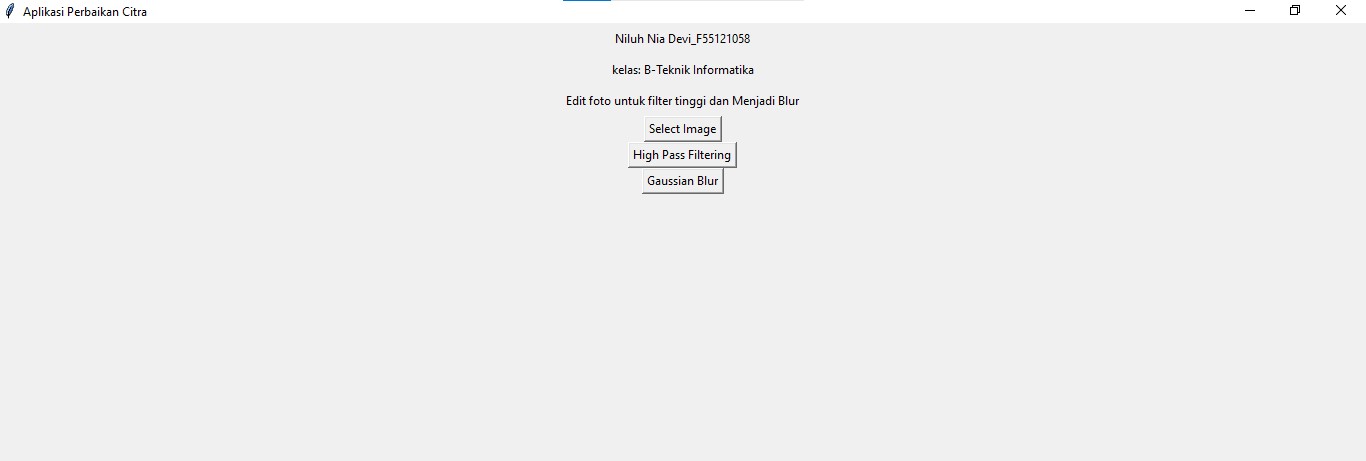 Aplikasi Perbaikan Citra
Niluh Nia Devi_F55121058
kelas: B-Teknik Informatika
Edit foto untuk filter tinggi dan Menjadi Blur
Select Image
High Pass Filtering
Gaussian Blur